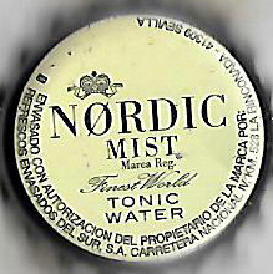 NØRDIC
MIST
Marca Reg.
Finest World
TONIC
WATER
ENVASADO CON AUTORIZACION DEL PROPIETARIO DE LA MARCA POR:
REFRESCOS ENVASADOS DEL SUR, S.A. CARRETERA NACIONAL IV KM. 528 LA RINCONADA - 41309 SEVILLA